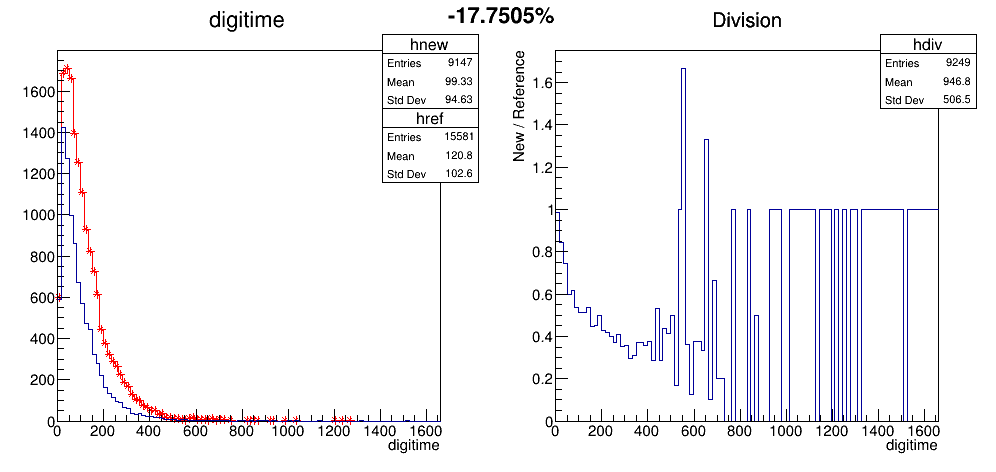 -17.7505%
digitime
hnew
Entries 9147
Mean 99.33
Std Dev 94.63
href
Entries 15581
Mean 120.8
Std Dev 102.6
1600
1400
1200
1000
800
600
400
200
0
0 200 400 600 800 1000 1200 1400 1600
digitime
Division
hdiv
Entries 9249
Mean 946.8
Std Dev 506.5
New / Reference
1.6
1.4
1.2
1
0.8
0.6
0.4
0.2
0
0 200 400 600 800 1000 1200 1400 1600
digitime